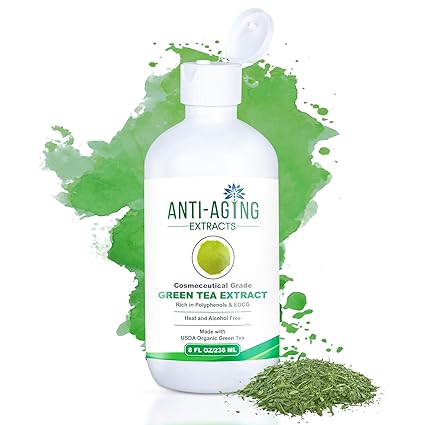 ANTI-AGING
EXTRACTS
Cosmeceutical Grade
GREEN TEA EXTRACT
Rich in Polyphenols & EGCG
Heat and Alcohol Free
Made with
USDA Organic Green Tea
8 FL OZ/236 ML